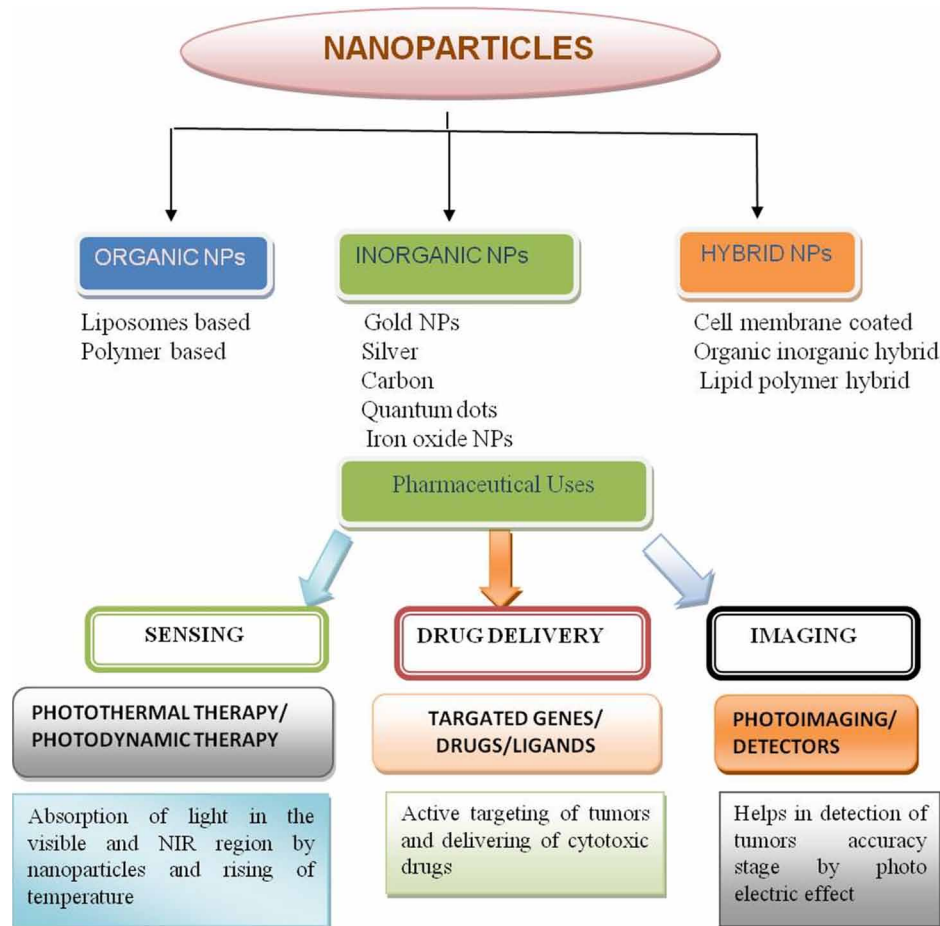 NANOPARTICLES
ORGANIC NPs
INORGANIC NPs
HYBRID NPs
Liposomes based
Polymer based
Gold NPs
Silver
Carbon
Quantum dots
Iron oxide NPs
Cell membrane coated
Organic inorganic hybrid
Lipid polymer hybrid
Pharmaceutical Uses
SENSING
DRUG DELIVERY
IMAGING
PHOTOTHERMAL THERAPY/
PHOTODYNAMIC THERAPY
TARGATED GENES/
DRUGS/LIGANDS
PHOTOIMAGING/
DETECTORS
Absorption of light in the
visible and NIR region by
nanoparticles and rising of
temperature
Active targeting of tumors
and delivering of cytotoxic
drugs
Helps in detection of
tumors accuracy
stage by photo
electric effect